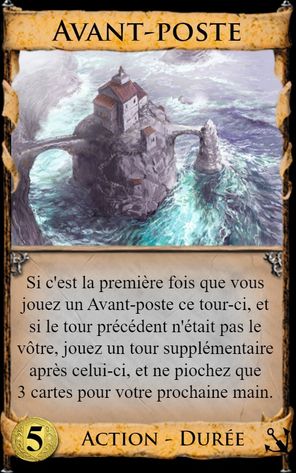 Avant-poste
Si c'est la première fois que vous
jouez un Avant-poste ce tour-ci, et
si le tour précédent n'était pas le
vôtre, jouez un tour supplémentaire
après celui-ci, et ne piochez que
3 cartes pour votre prochaine main.
5 Action - Durée